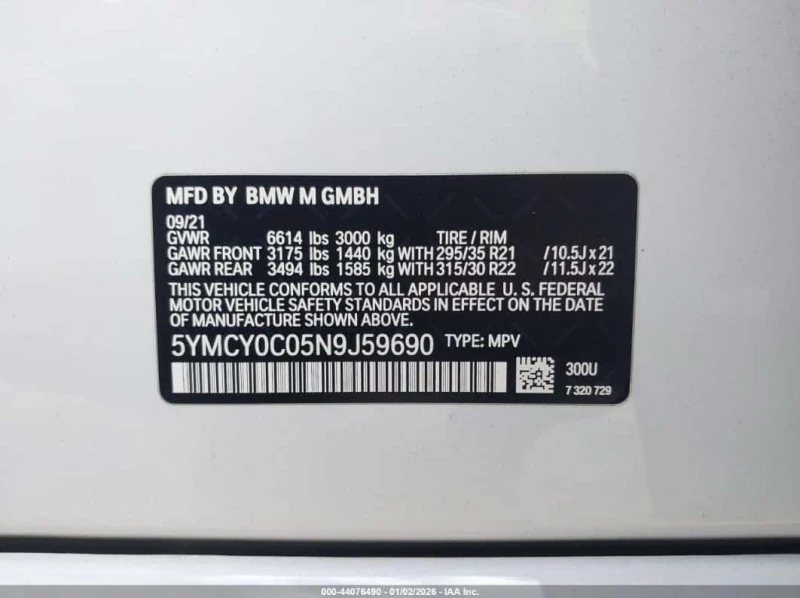 MFD BY BMW M GMBH
09/21
GVWR 6614 lbs 3000 kg TIRE / RIM
GAWR FRONT 3175 lbs 1440 kg WITH 295/35 R21 /10.5J x 21
GAWR REAR 3494 lbs 1585 kg WITH 315/30 R22 /11.5J x 22
THIS VEHICLE CONFORMS TO ALL APPLICABLE U. S. FEDERAL
MOTOR VEHICLE SAFETY STANDARDS IN EFFECT ON THE DATE
OF MANUFACTURE SHOWN ABOVE.
5YMCY0C05N9J59690 TYPE: MPV
300U
7 320 729
000-44076490 - 01/02/2026 - IAA Inc.